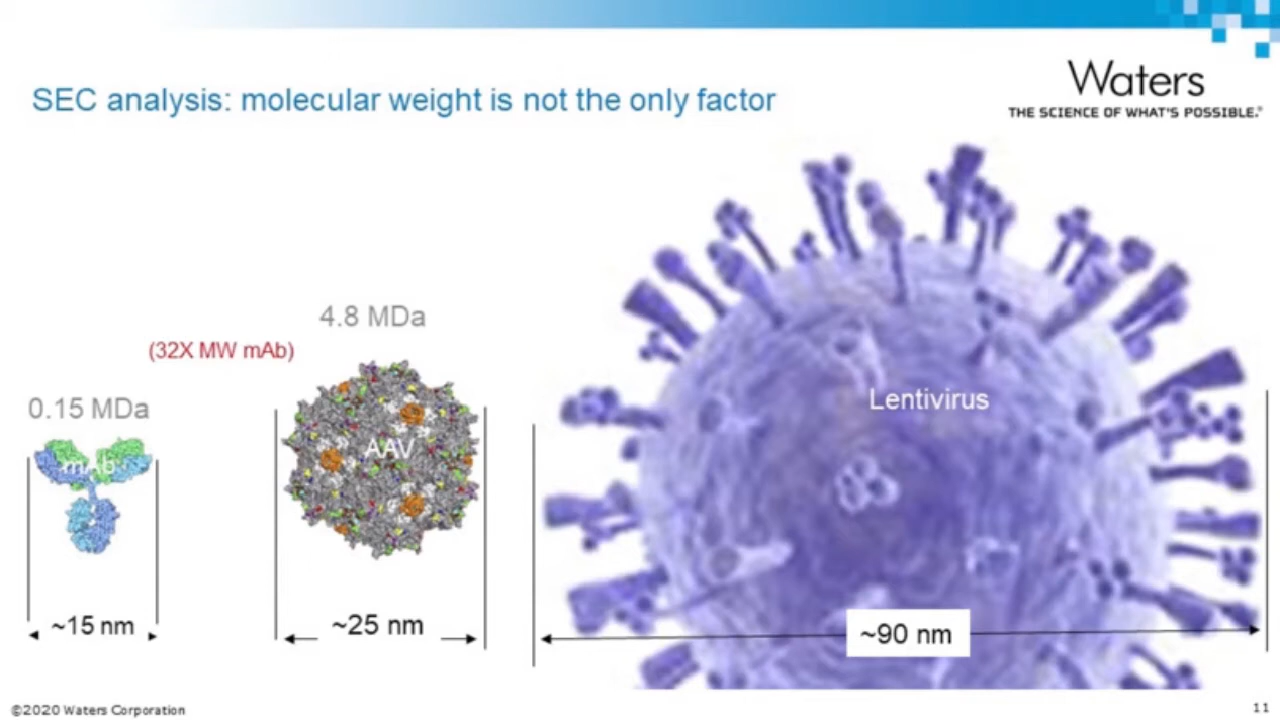 SEC analysis: molecular weight is not the only factor
Waters
THE SCIENCE OF WHAT'S POSSIBLE.®
4.8 MDa
(32X MW mAb)
0.15 MDa
mAb
AAV
Lentivirus
~15 nm
~25 nm
~90 nm
©2020 Waters Corporation
11